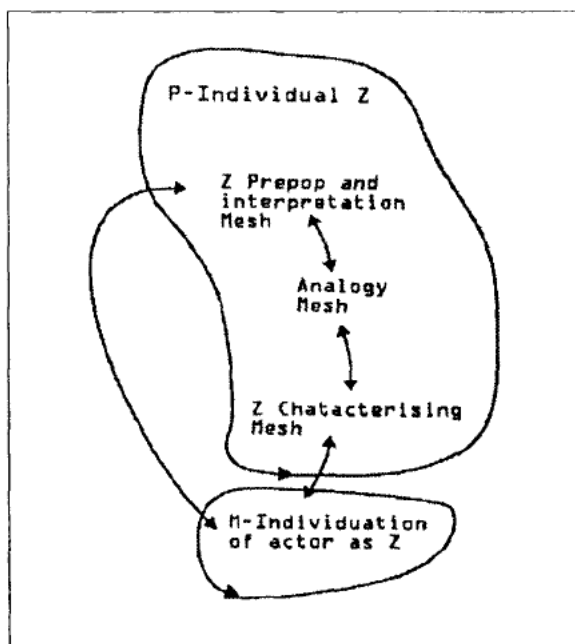 P-Individual Z
Z Prepop and
interpretation
Mesh
Analogy
Mesh
Z Chatacterising
Mesh
M-Individuation
of actor as Z